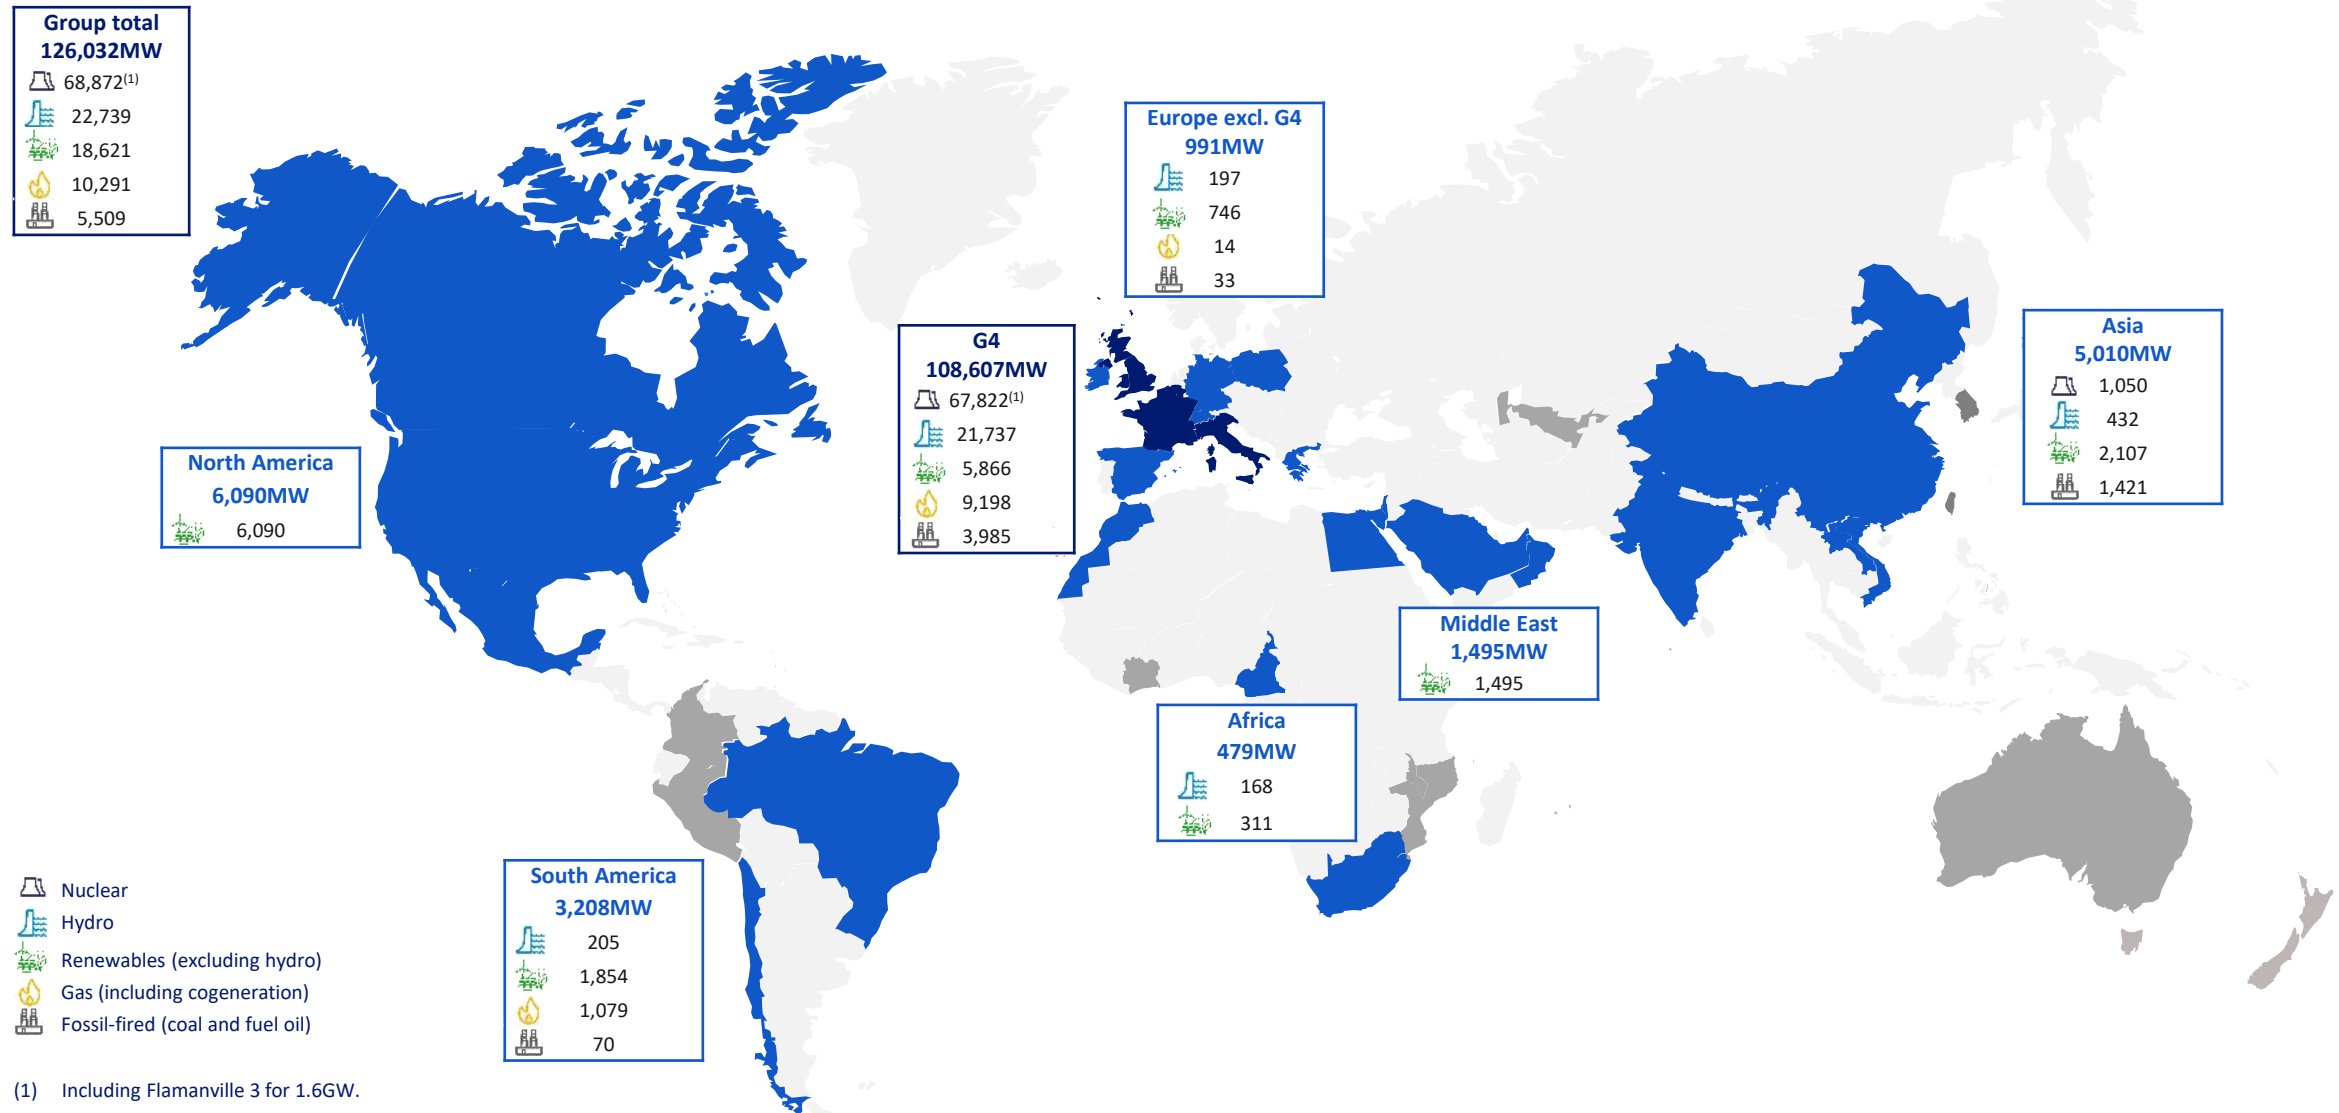 Group total
126,032MW
68,872(1)
22,739
18,621
10,291
5,509
Europe excl. G4
991MW
197
746
14
33
G4
108,607MW
67,822(1)
21,737
5,866
9,198
3,985
Asia
5,010MW
1,050
432
2,107
1,421
North America
6,090MW
6,090
Middle East
1,495MW
1,495
Africa
479MW
168
311
South America
3,208MW
205
1,854
1,079
70
Nuclear
Hydro
Renewables (excluding hydro)
Gas (including cogeneration)
Fossil-fired (coal and fuel oil)
(1) Including Flamanville 3 for 1.6GW.